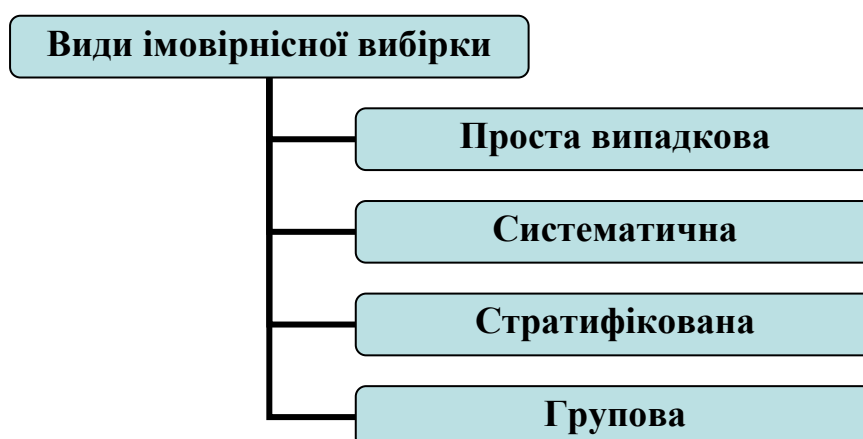 Види імовірнісної вибірки
Проста випадкова
Систематична
Стратифікована
Групова